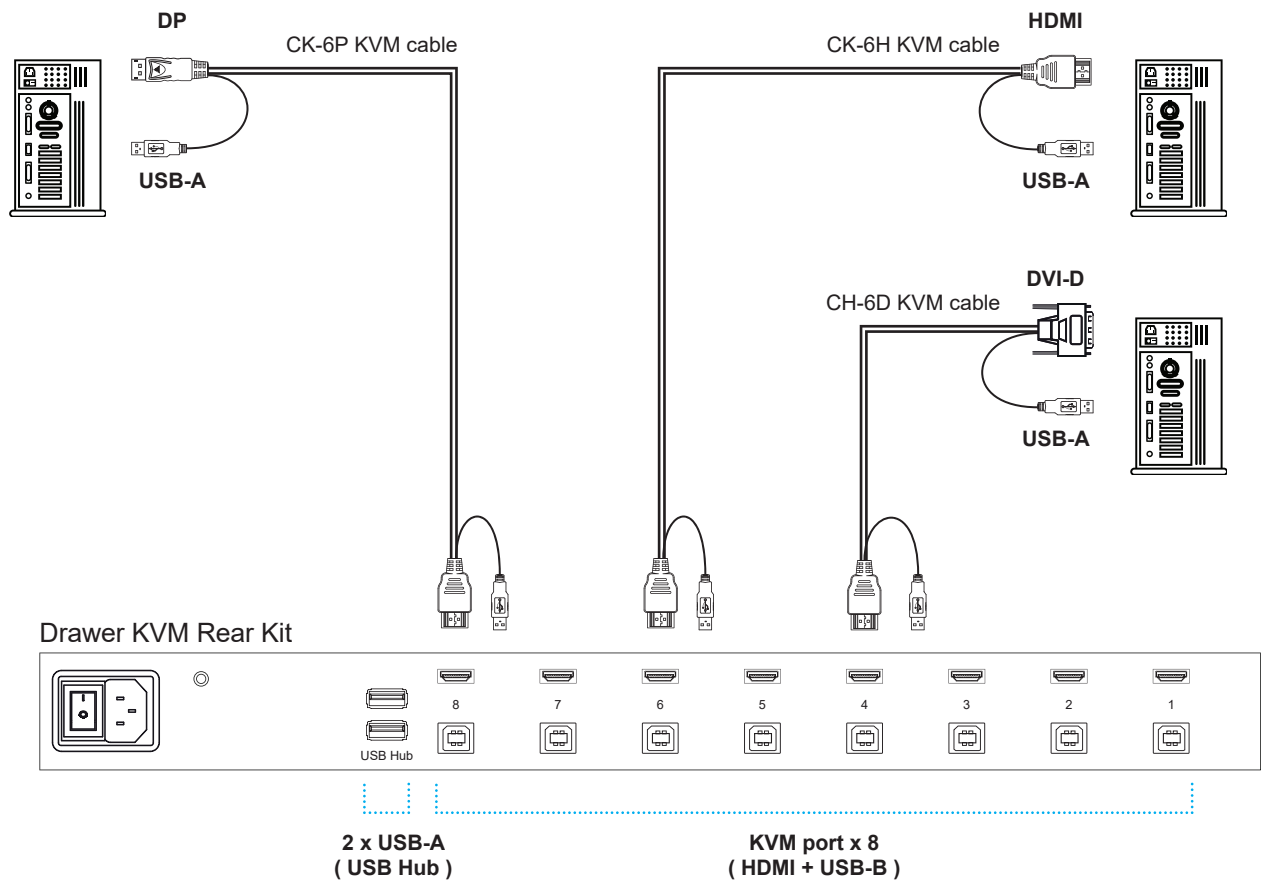 DP
CK-6P KVM cable
USB-A
HDMI
CK-6H KVM cable
USB-A
DVI-D
CH-6D KVM cable
USB-A
Drawer KVM Rear Kit
8 7 6 5 4 3 2 1
USB Hub
2 x USB-A
( USB Hub )
KVM port x 8
( HDMI + USB-B )